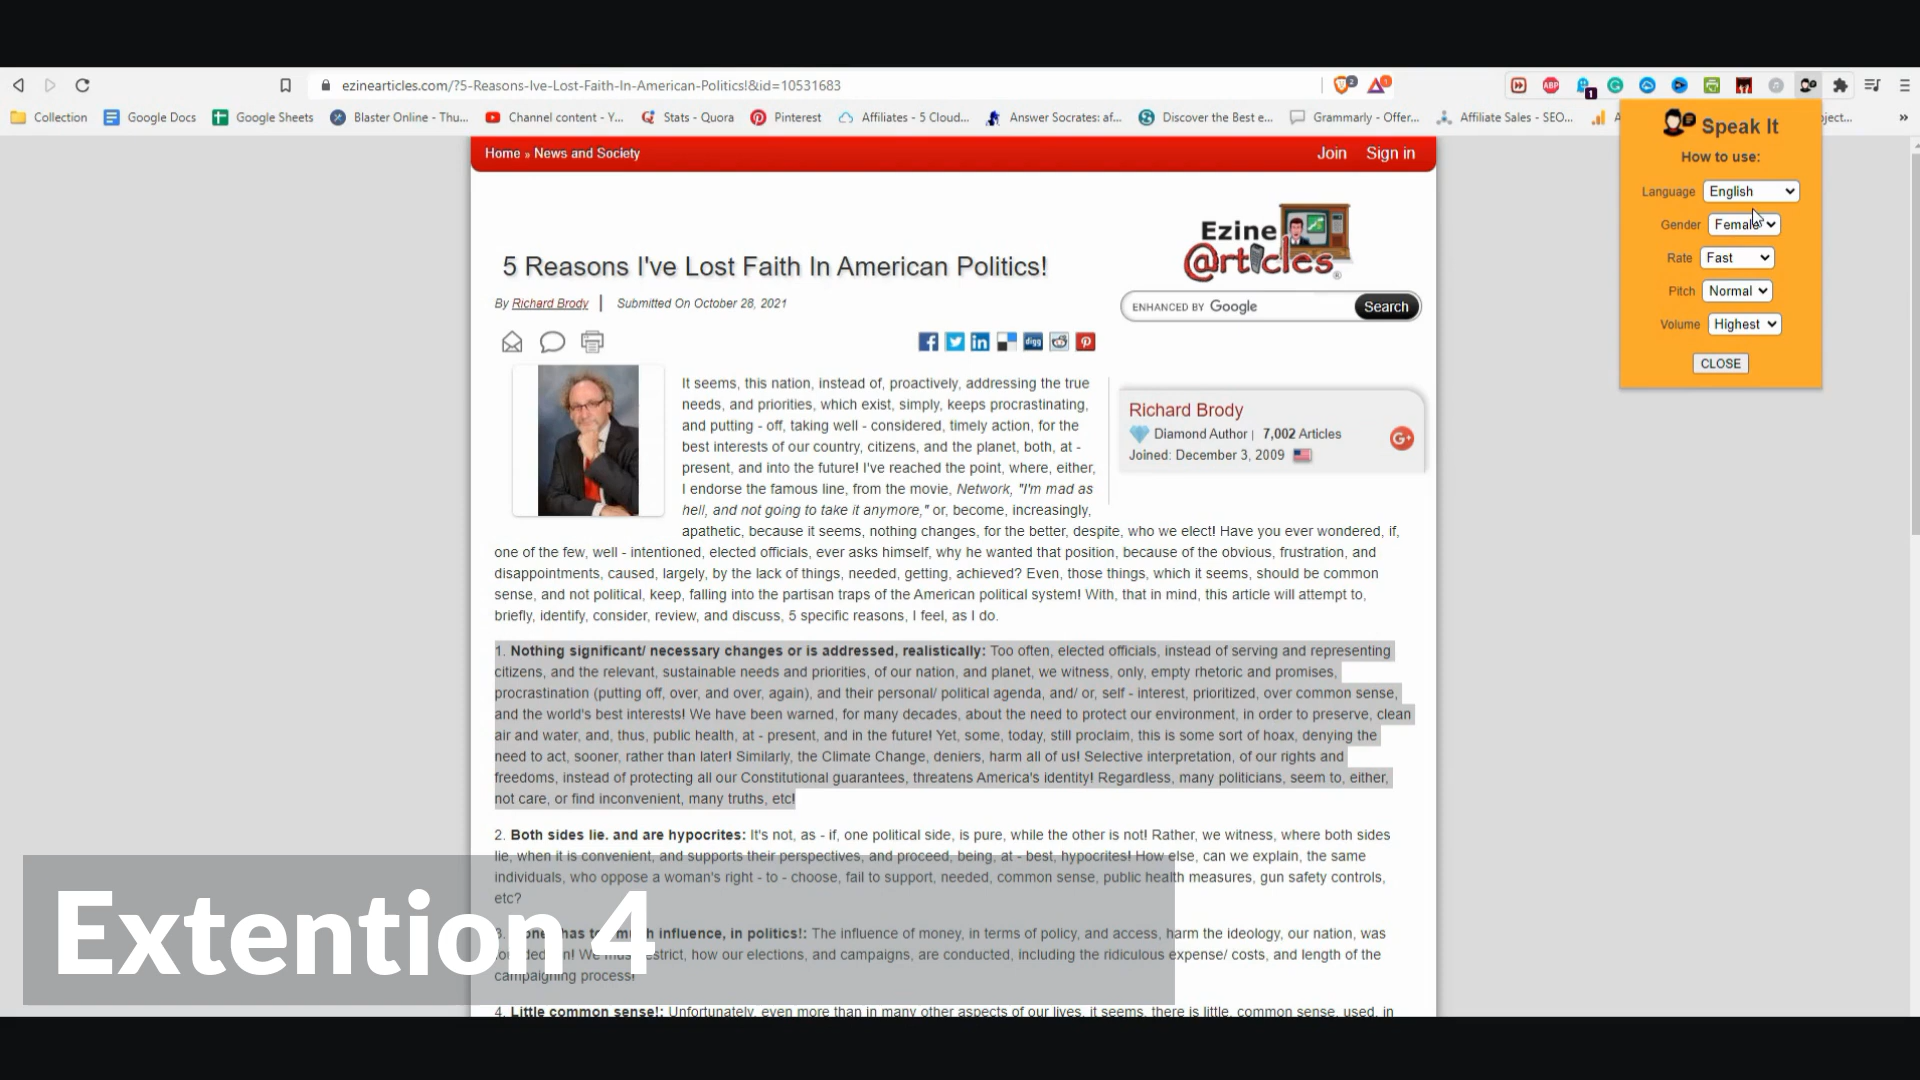 ezinearticles.com/?5-Reasons-Ive-Lost-Faith-In-American-Politics!&id=10531683
Collection
Google Docs
Google Sheets
Blaster Online - Thu...
Channel content - Y...
Stats - Quora
Pinterest
Affiliates - 5 Cloud...
Answer Socrates: af...
Discover the Best e...
Grammarly - Offer...
Affiliate Sales - SEO...
ject...
»
Speak It
How to use:
Language English
Gender Female
Rate Fast
Pitch Normal
Volume Highest
CLOSE
Home » News and Society
Join Sign in
Ezine
@rticles
5 Reasons I've Lost Faith In American Politics!
By Richard Brody | Submitted On October 28, 2021
ENHANCED BY Google
Search
digg
It seems, this nation, instead of, proactively, addressing the true
needs, and priorities, which exist, simply, keeps procrastinating,
and putting - off, taking well - considered, timely action, for the
best interests of our country, citizens, and the planet, both, at -
present, and into the future! I've reached the point, where, either,
I endorse the famous line, from the movie, Network, "I'm mad as
hell, and not going to take it anymore," or, become, increasingly,
apathetic, because it seems, nothing changes, for the better, despite, who we elect! Have you ever wondered, if,
one of the few, well - intentioned, elected officials, ever asks himself, why he wanted that position, because of the obvious, frustration, and
disappointments, caused, largely, by the lack of things, needed, getting, achieved? Even, those things, which it seems, should be common
sense, and not political, keep, falling into the partisan traps of the American political system! With, that in mind, this article will attempt to,
briefly, identify, consider, review, and discuss, 5 specific reasons, I feel, as I do.
Richard Brody
Diamond Author | 7,002 Articles
Joined: December 3, 2009
G+
1. Nothing significant/ necessary changes or is addressed, realistically: Too often, elected officials, instead of serving and representing
citizens, and the relevant, sustainable needs and priorities, of our nation, and planet, we witness, only, empty rhetoric and promises,
procrastination (putting off, over, and over, again), and their personal/ political agenda, and/ or, self - interest, prioritized, over common sense,
and the world's best interests! We have been warned, for many decades, about the need to protect our environment, in order to preserve, clean
air and water, and, thus, public health, at - present, and in the future! Yet, some, today, still proclaim, this is some sort of hoax, denying the
need to act, sooner, rather than later! Similarly, the Climate Change, deniers, harm all of us! Selective interpretation, of our rights and
freedoms, instead of protecting all our Constitutional guarantees, threatens America's identity! Regardless, many politicians, seem to, either,
not care, or find inconvenient, many truths, etc!
2. Both sides lie. and are hypocrites: It's not, as - if, one political side, is pure, while the other is not! Rather, we witness, where both sides
lie, when it is convenient, and supports their perspectives, and proceed, being, at - best, hypocrites! How else, can we explain, the same
individuals, who oppose a woman's right - to - choose, fail to support, needed, common sense, public health measures, gun safety controls,
etc?
3. has influence, in politics!: The influence of money, in terms of policy, and access, harm the ideology, our nation, was
We how our elections, and campaigns, are conducted, including the ridiculous expense/ costs, and length of the
campaigning process!
4. Little common sense!: Unfortunately, even more than in many other aspects of our lives, it seems, there is little, common sense, used, in
Extention 4